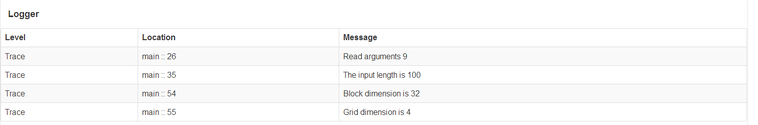 Logger
Level Location Message
Trace main :: 26 Read arguments 9
Trace main :: 35 The input length is 100
Trace main :: 54 Block dimension is 32
Trace main :: 55 Grid dimension is 4